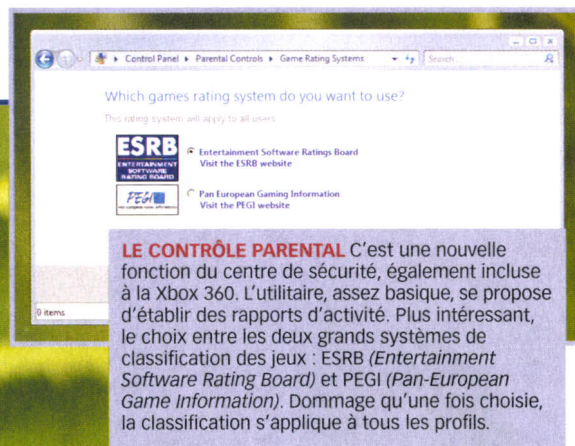 Control Panel ▸ Parental Controls ▸ Game Rating Systems
Search
Which games rating system do you want to use?
This rating system will apply to all users
ESRB
ENTERTAINMENT
SOFTWARE
RATING BOARD
Entertainment Software Ratings Board
Visit the ESRB website
PEGI
Pan European Gaming Information
Visit the PEGI website
0 items
LE CONTRÔLE PARENTAL C'est une nouvelle
fonction du centre de sécurité, également incluse
à la Xbox 360. L'utilitaire, assez basique, se propose
d'établir des rapports d'activité. Plus intéressant,
le choix entre les deux grands systèmes de
classification des jeux : ESRB (Entertainment
Software Rating Board) et PEGI (Pan-European
Game Information). Dommage qu'une fois choisie,
la classification s'applique à tous les profils.